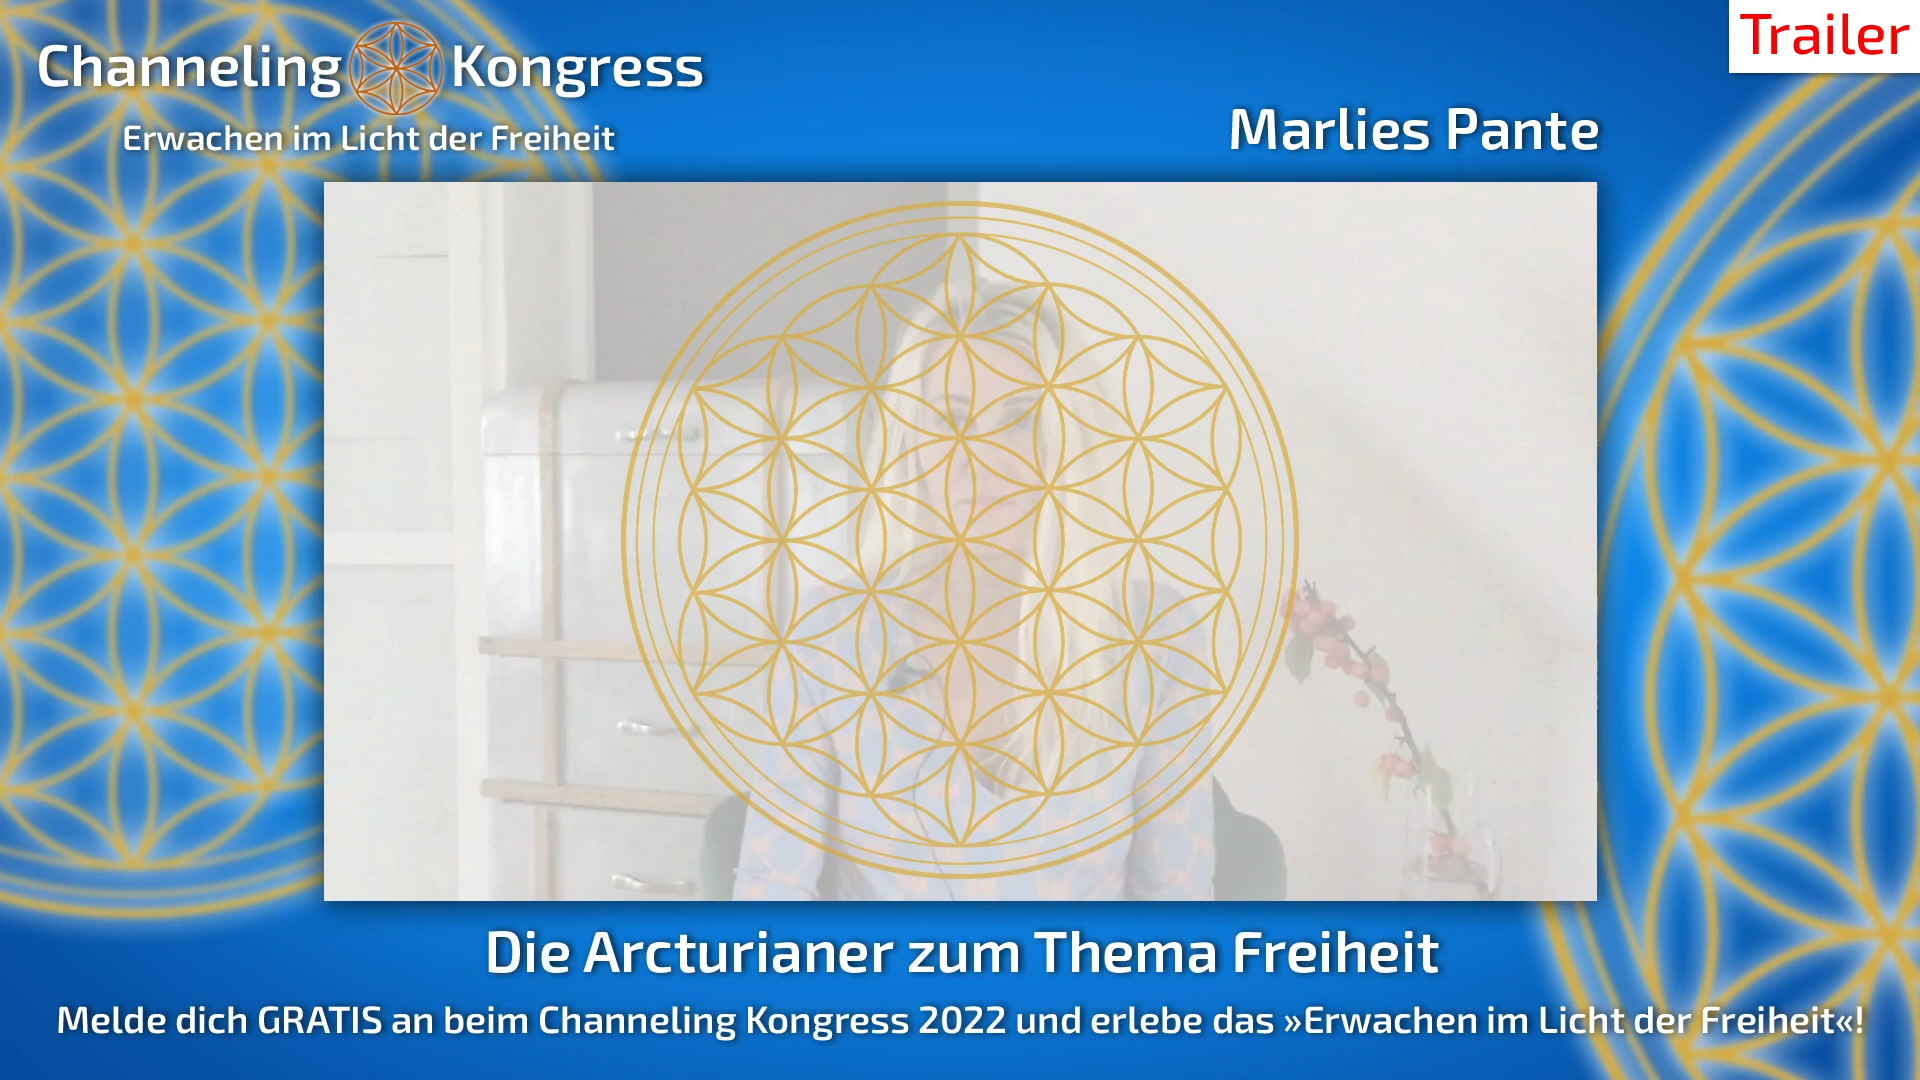 Trailer
Channeling Kongress
Erwachen im Licht der Freiheit
Marlies Pante
Die Arcturianer zum Thema Freiheit
Melde dich GRATIS an beim Channeling Kongress 2022 und erlebe das »Erwachen im Licht der Freiheit«!